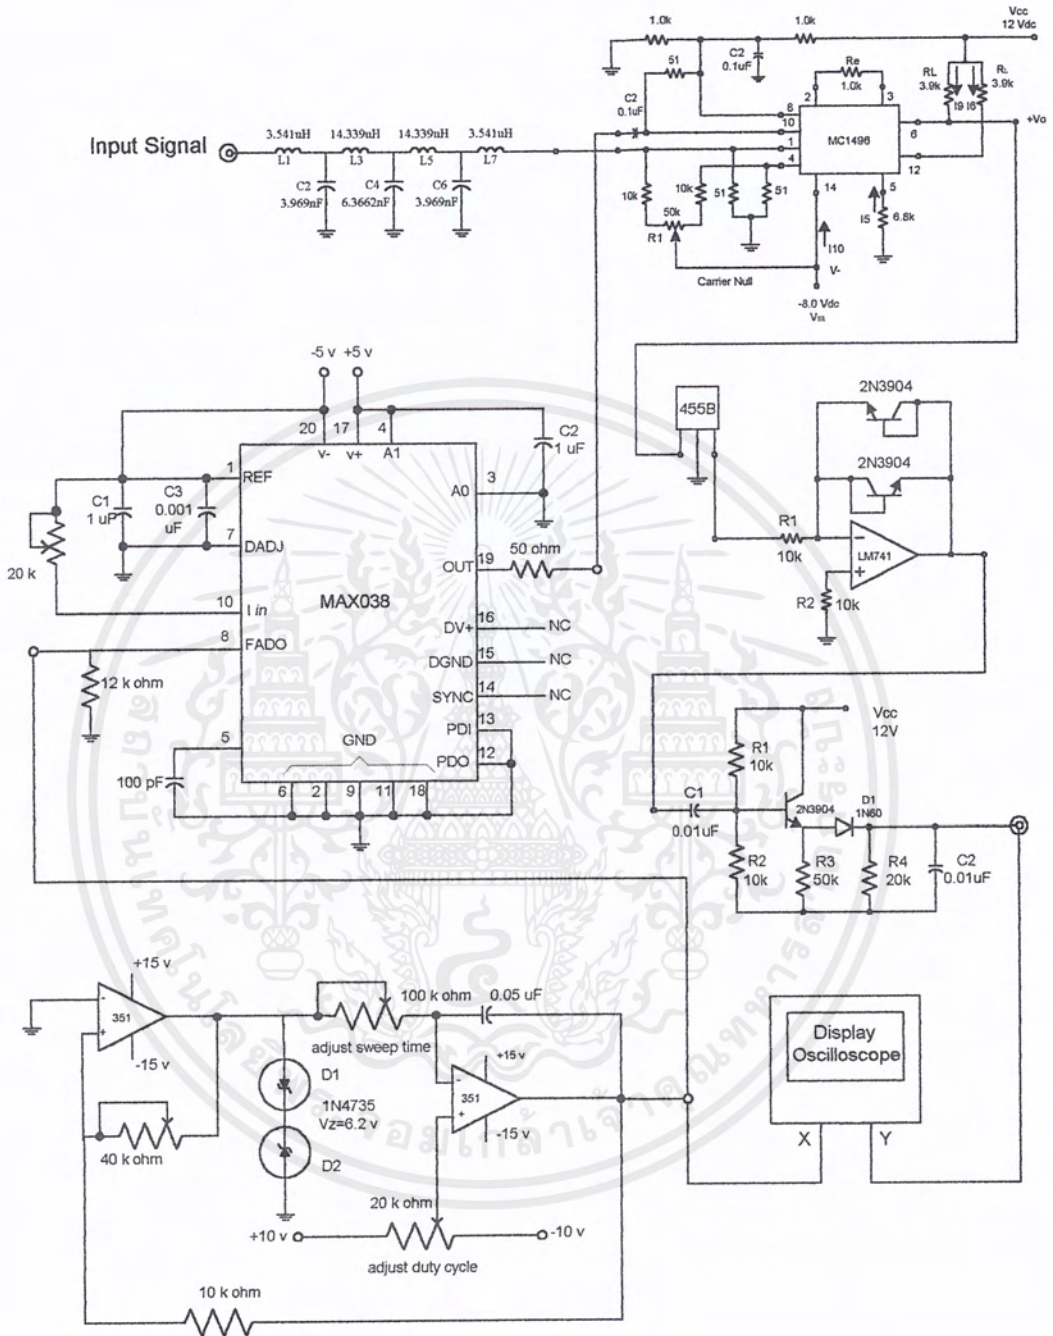 1.0k
1.0k
Vcc
12 Vdc
C2
0.1uF
51
Re
1.0k
RL
3.9k
RL
3.9k
I9 I6
C2
0.1uF
2
3
8
10
1
4
MC1496
6
+Vo
12
14
5
Input Signal
3.541uH
14.339uH
14.339uH
3.541uH
L1
L3
L5
L7
C2
3.969nF
C4
6.3662nF
C6
3.969nF
10k
10k
51
51
50k
R1
I5
6.8k
I10
V-
Carrier Null
-8.0 Vdc
-5 v
+5 v
20
17
4
v-
v+
A1
C2
1 uF
1
REF
3
A0
C1
1 uF
C3
0.001
uF
7
DADJ
20 k
50 ohm
19
OUT
10
I in
MAX038
8
FADO
16
DV+
NC
15
DGND
NC
14
SYNC
NC
13
PDI
12
PDO
12 k ohm
5
GND
100 pF
6
2
9
11
18
455B
2N3904
2N3904
R1
10k
LM741
R2
10k
Vcc
12V
R1
10k
C1
0.01uF
2N3904
D1
1N60
R2
10k
R3
50k
R4
20k
C2
0.01uF
+15 v
351
-15 v
100 k ohm
0.05 uF
adjust sweep time
D1
1N4735
Vz=6.2 v
D2
+15 v
351
-15 v
40 k ohm
20 k ohm
+10 v
-10 v
adjust duty cycle
10 k ohm
Display
Oscilloscope
X
Y